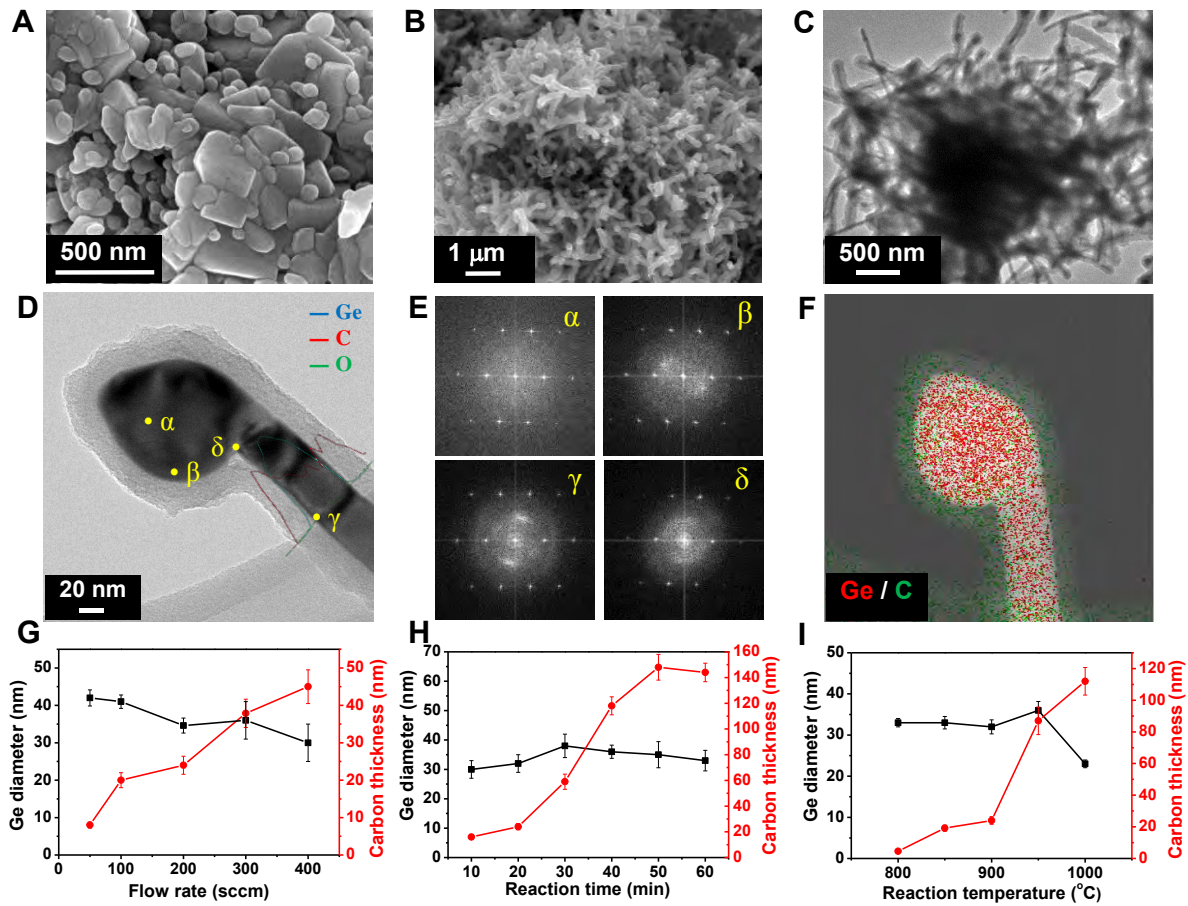 A
B
C
500 nm
1 μm
500 nm
D
E
F
Ge
C
O
α
β
δ
γ
20 nm
α
β
γ
δ
Ge / C
G
H
I
50
40
30
20
10
0
Ge diameter (nm)
0
100
200
300
400
Flow rate (sccm)
50
40
30
20
10
0
Carbon thickness (nm)
70
60
50
40
30
20
10
0
Ge diameter (nm)
10
20
30
40
50
60
Reaction time (min)
160
140
120
100
80
60
40
20
0
Carbon thickness (nm)
50
40
30
20
10
0
Ge diameter (nm)
800
900
1000
Reaction temperature (°C)
120
100
80
60
40
20
0
Carbon thickness (nm)